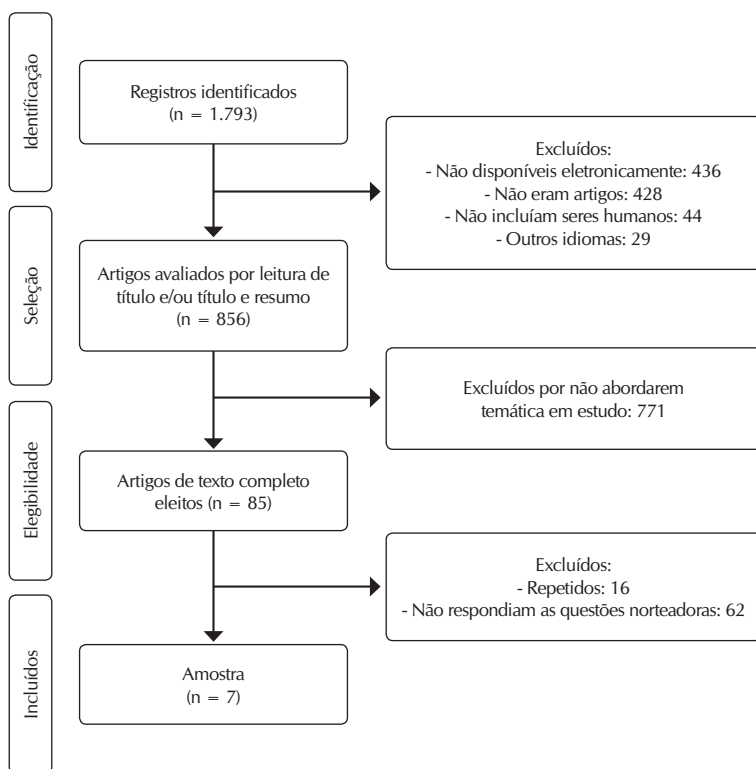 Identificação
Registros identificados
(n = 1.793)
Excluídos:
- Não disponíveis eletronicamente: 436
- Não eram artigos: 428
- Não incluíam seres humanos: 44
- Outros idiomas: 29
Seleção
Artigos avaliados por leitura de
título e/ou título e resumo
(n = 856)
Excluídos por não abordarem
temática em estudo: 771
Elegibilidade
Artigos de texto completo
eleitos (n = 85)
Excluídos:
- Repetidos: 16
- Não respondiam as questões norteadoras: 62
Incluídos
Amostra
(n = 7)